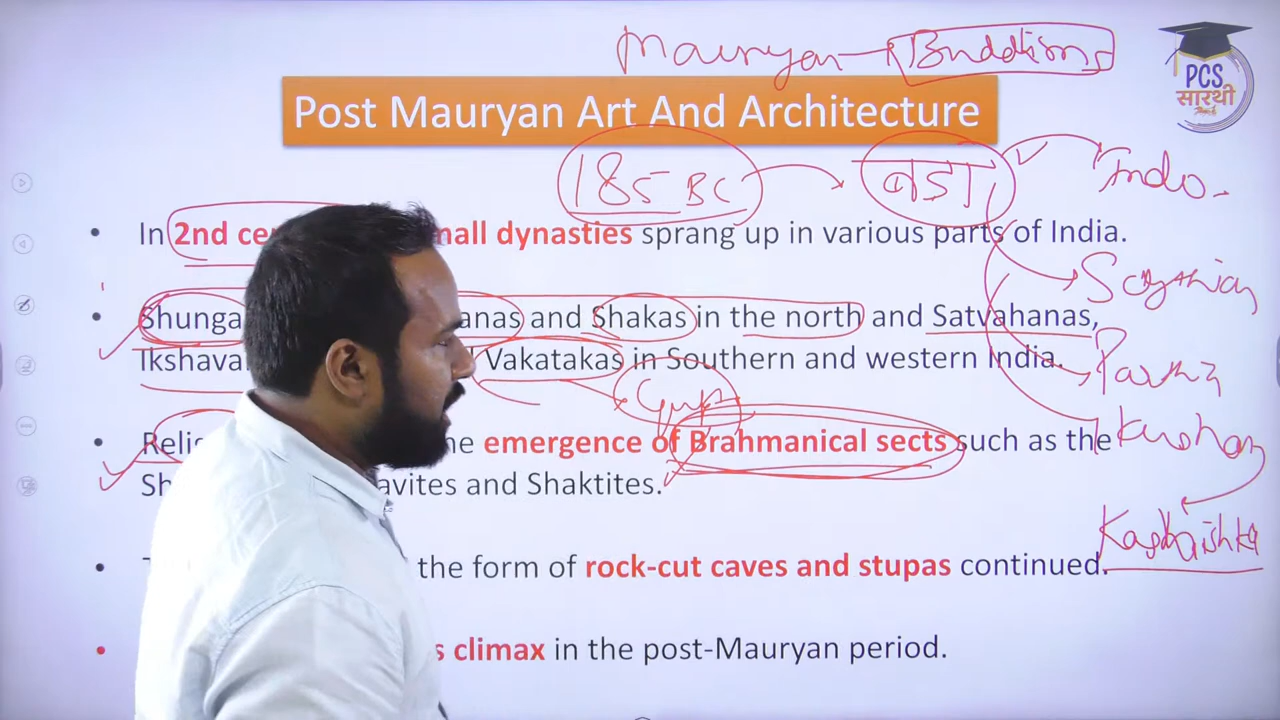 Mauryan → Buddhism
PCS
सारथी
Post Mauryan Art And Architecture
185 BC
Indo.
In 2nd ce mall dynasties sprang up in various parts of India.
Scythian
Shunga anas and Shakas in the north and Satvahanas,
Ikshava Vakatakas in Southern and western India.
Gupta
Relig he emergence of Brahmanical sects such as the
Kushan
Sh avites and Shaktites.
Kanishka
the form of rock-cut caves and stupas continued.
s climax in the post-Mauryan period.